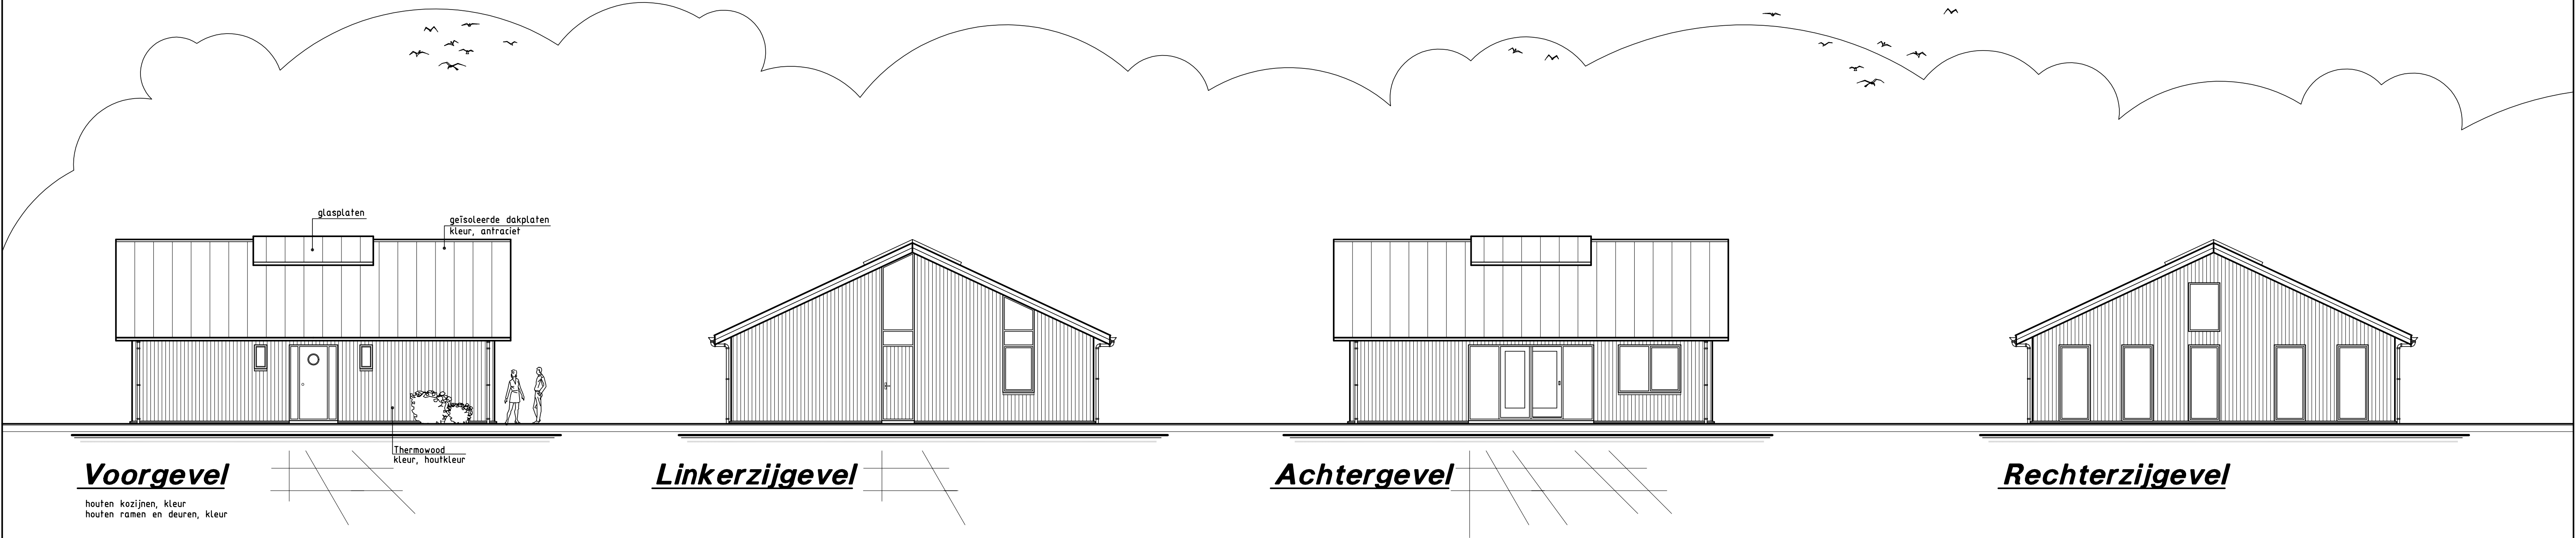 glasplaten
geïsoleerde dakplaten
kleur, antraciet
Thermowood
kleur, houtkleur
Voorgevel
houten kozijnen, kleur
houten ramen en deuren, kleur
Linkerzijgevel
Achtergevel
Rechterzijgevel